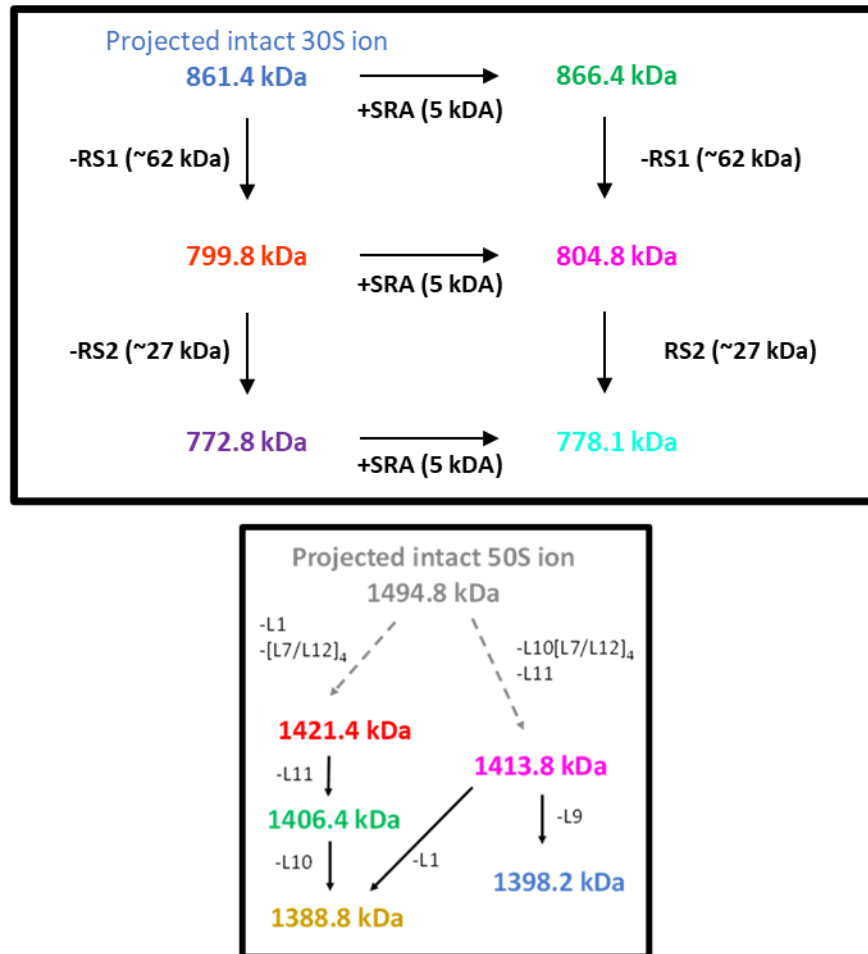 Projected intact 30S ion
861.4 kDa
866.4 kDa
+SRA (5 kDA)
-RS1 (~62 kDa)
-RS1 (~62 kDa)
799.8 kDa
804.8 kDa
+SRA (5 kDA)
-RS2 (~27 kDa)
RS2 (~27 kDa)
772.8 kDa
778.1 kDa
+SRA (5 kDA)
Projected intact 50S ion
1494.8 kDa
-L1
-[L7/L12]₄
-L10[L7/L12]₄
-L11
1421.4 kDa
1413.8 kDa
-L11
1406.4 kDa
-L9
-L10
-L1
1398.2 kDa
1388.8 kDa